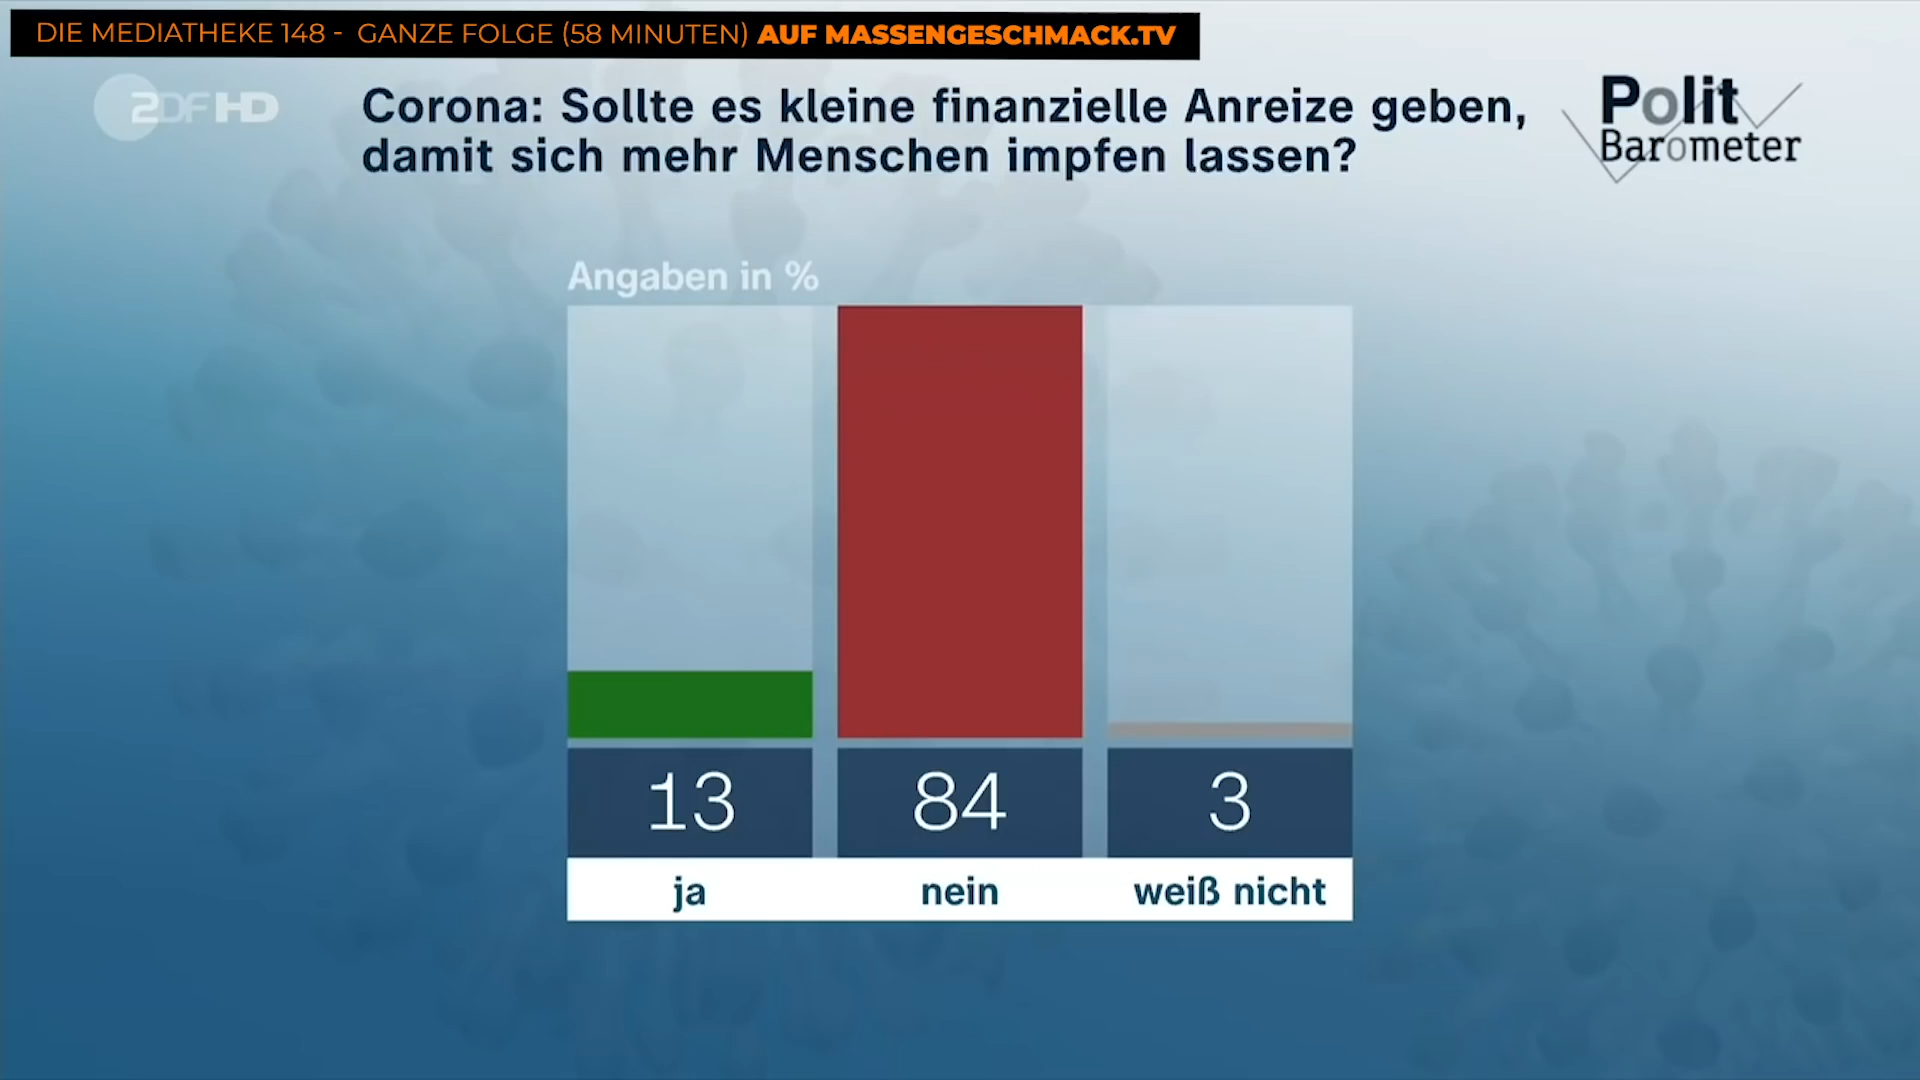 DIE MEDIATHEKE 148 - GANZE FOLGE (58 MINUTEN) AUF MASSENGESCHMACK.TV
ZDF HD
Corona: Sollte es kleine finanzielle Anreize geben,
damit sich mehr Menschen impfen lassen?
Polit
Barometer
Angaben in %
13 84 3
ja nein weiß nicht